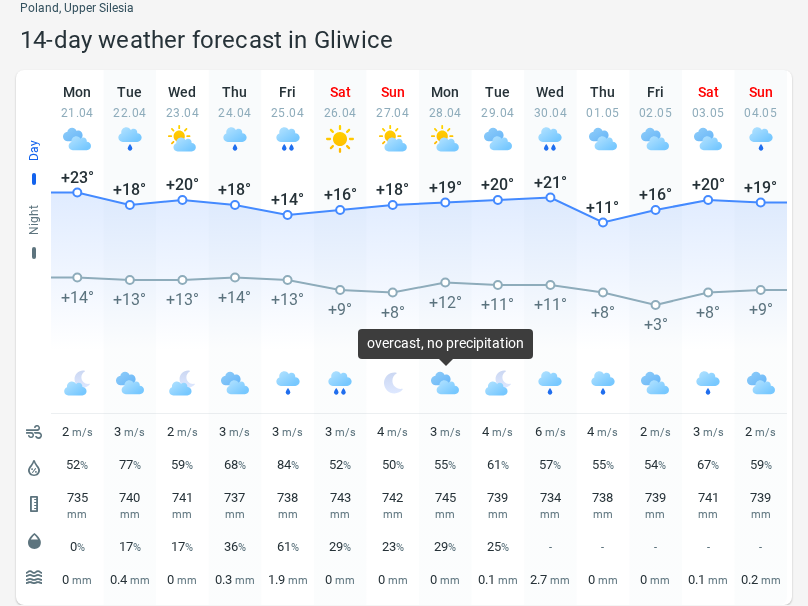 Poland, Upper Silesia
14-day weather forecast in Gliwice
Mon Tue Wed Thu Fri Sat Sun Mon Tue Wed Thu Fri Sat Sun
21.04 22.04 23.04 24.04 25.04 26.04 27.04 28.04 29.04 30.04 01.05 02.05 03.05 04.05
Day
+23° +18° +20° +18° +14° +16° +18° +19° +20° +21° +11° +16° +20° +19°
Night
+14° +13° +13° +14° +13° +9° +8° +12° +11° +11° +8° +3° +8° +9°
overcast, no precipitation
2 m/s 3 m/s 2 m/s 3 m/s 3 m/s 3 m/s 4 m/s 3 m/s 4 m/s 6 m/s 4 m/s 2 m/s 3 m/s 2 m/s
52% 77% 59% 68% 84% 52% 50% 55% 61% 57% 55% 54% 67% 59%
735 740 741 737 738 743 742 745 739 734 738 739 741 739
mm mm mm mm mm mm mm mm mm mm mm mm mm mm
0% 17% 17% 36% 61% 29% 23% 29% 25% - - - - -
0 mm 0.4 mm 0 mm 0.3 mm 1.9 mm 0 mm 0 mm 0 mm 0.1 mm 2.7 mm 0 mm 0 mm 0.1 mm 0.2 mm